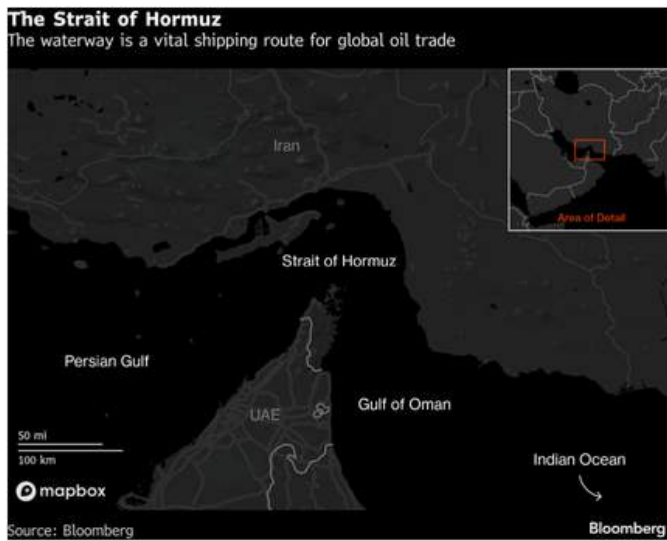 The Strait of Hormuz
The waterway is a vital shipping route for global oil trade
Iran
Area of Detail
Strait of Hormuz
Persian Gulf
UAE
Gulf of Oman
50 mi
100 km
Indian Ocean
mapbox
Source: Bloomberg
Bloomberg